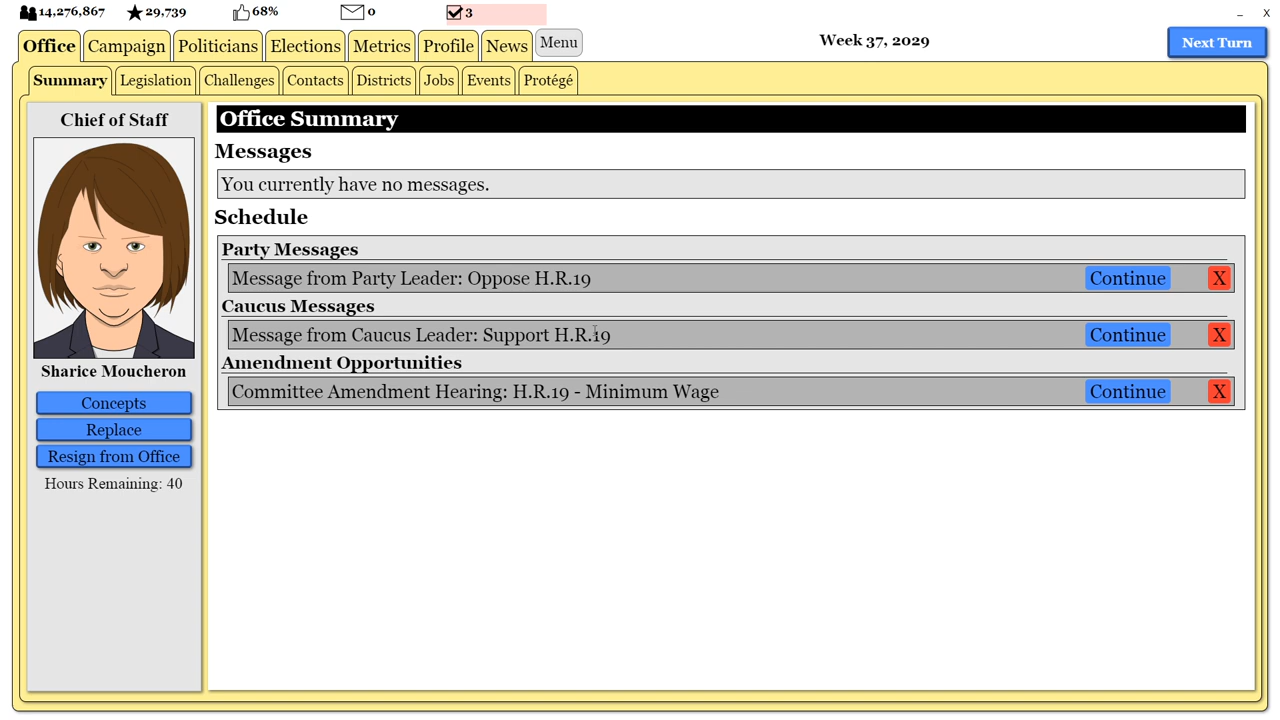 14,276,867 29,739 68% 0 3 _ X
Office Campaign Politicians Elections Metrics Profile News Menu Week 37, 2029 Next Turn
Summary Legislation Challenges Contacts Districts Jobs Events Protégé
Chief of Staff
Sharice Moucheron
Concepts
Replace
Resign from Office
Hours Remaining: 40
Office Summary
Messages
You currently have no messages.
Schedule
Party Messages
Message from Party Leader: Oppose H.R.19 Continue X
Caucus Messages
Message from Caucus Leader: Support H.R.19 Continue X
Amendment Opportunities
Committee Amendment Hearing: H.R.19 - Minimum Wage Continue X